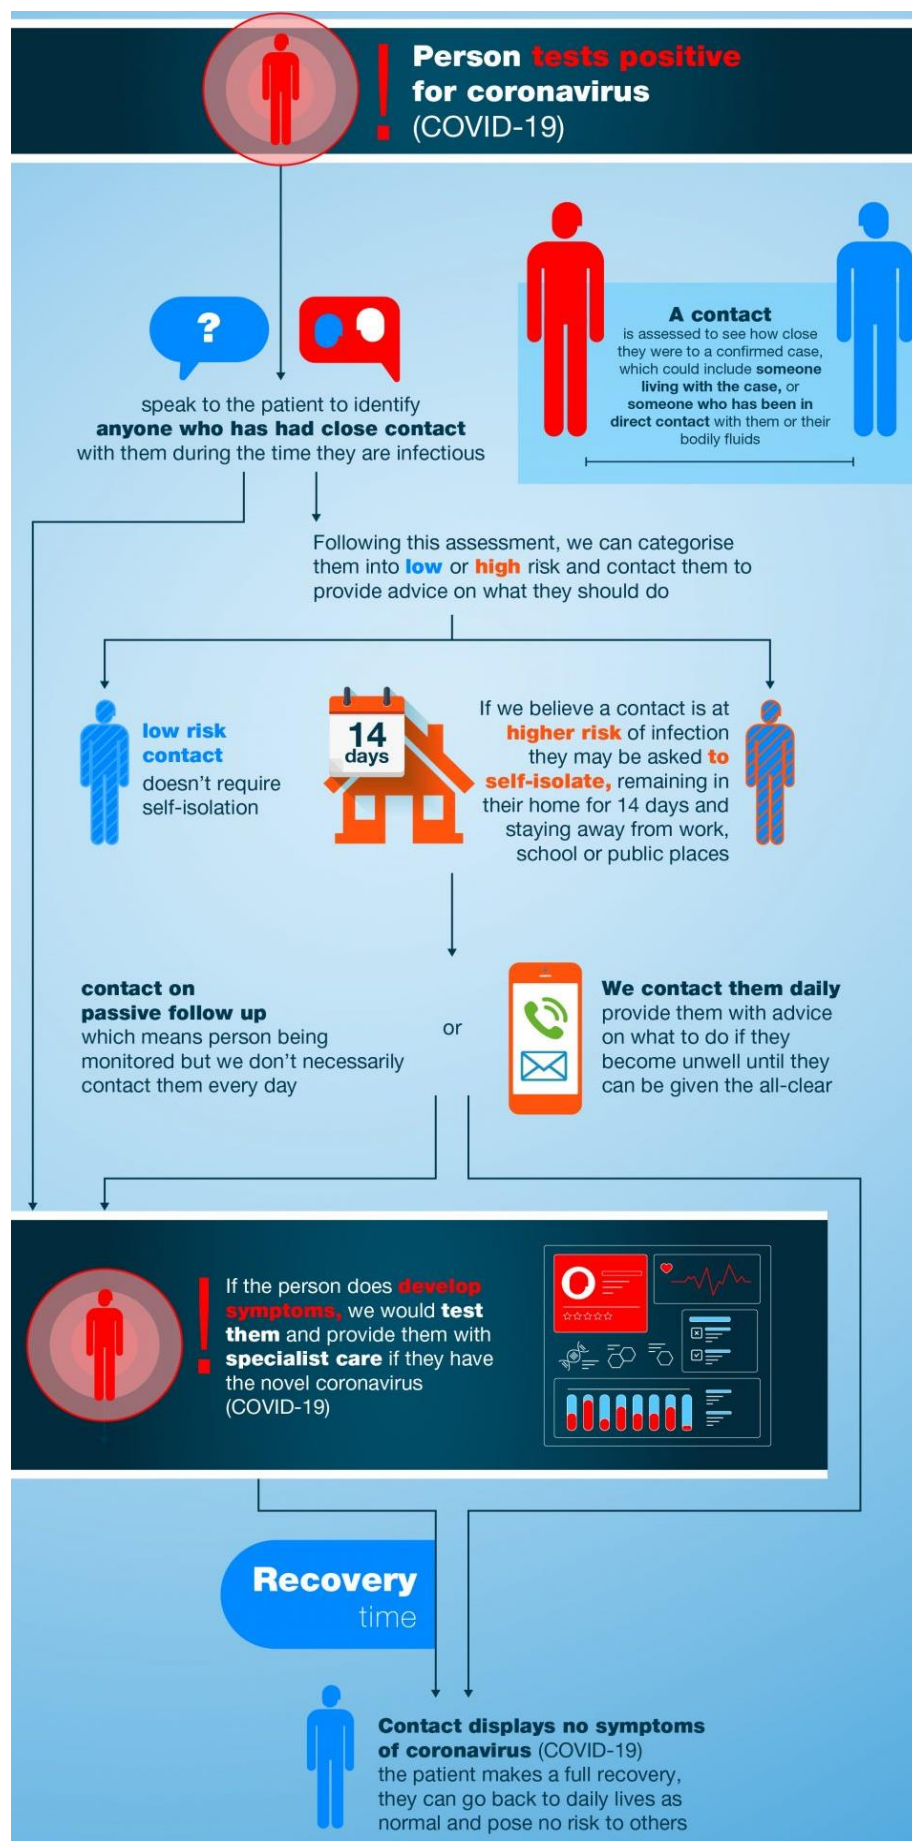 Person tests positive
for coronavirus
(COVID-19)
?
speak to the patient to identify
anyone who has had close contact
with them during the time they are infectious
A contact
is assessed to see how close
they were to a confirmed case,
which could include someone
living with the case, or
someone who has been in
direct contact with them or their
bodily fluids
Following this assessment, we can categorise
them into low or high risk and contact them to
provide advice on what they should do
low risk
contact
doesn't require
self-isolation
14
days
If we believe a contact is at
higher risk of infection
they may be asked to
self-isolate, remaining in
their home for 14 days and
staying away from work,
school or public places
contact on
passive follow up
which means person being
monitored but we don't necessarily
contact them every day
or
We contact them daily
provide them with advice
on what to do if they
become unwell until they
can be given the all-clear
If the person does develop
symptoms, we would test
them and provide them with
specialist care if they have
the novel coronavirus
(COVID-19)
Recovery
time
Contact displays no symptoms
of coronavirus (COVID-19)
the patient makes a full recovery,
they can go back to daily lives as
normal and pose no risk to others